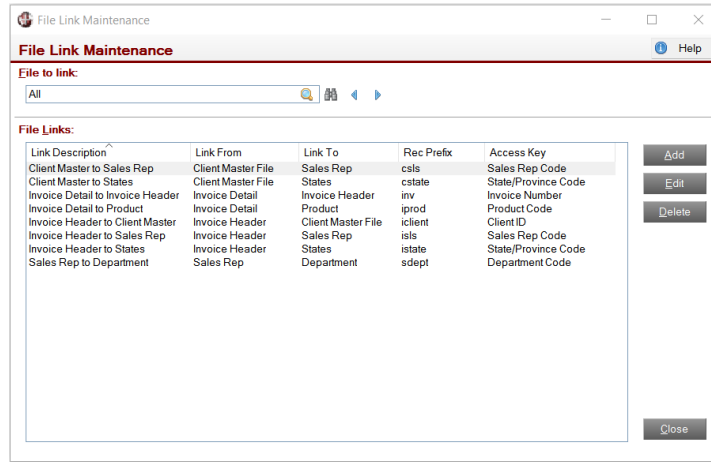 File Link Maintenance
File Link Maintenance
Help
File to link:
All
File Links:
Link Description Link From Link To Rec Prefix Access Key
Client Master to Sales Rep Client Master File Sales Rep csls Sales Rep Code
Client Master to States Client Master File States cstate State/Province Code
Invoice Detail to Invoice Header Invoice Detail Invoice Header inv Invoice Number
Invoice Detail to Product Invoice Detail Product iprod Product Code
Invoice Header to Client Master Invoice Header Client Master File iclient Client ID
Invoice Header to Sales Rep Invoice Header Sales Rep isls Sales Rep Code
Invoice Header to States Invoice Header States istate State/Province Code
Sales Rep to Department Sales Rep Department sdept Department Code
Add
Edit
Delete
Close